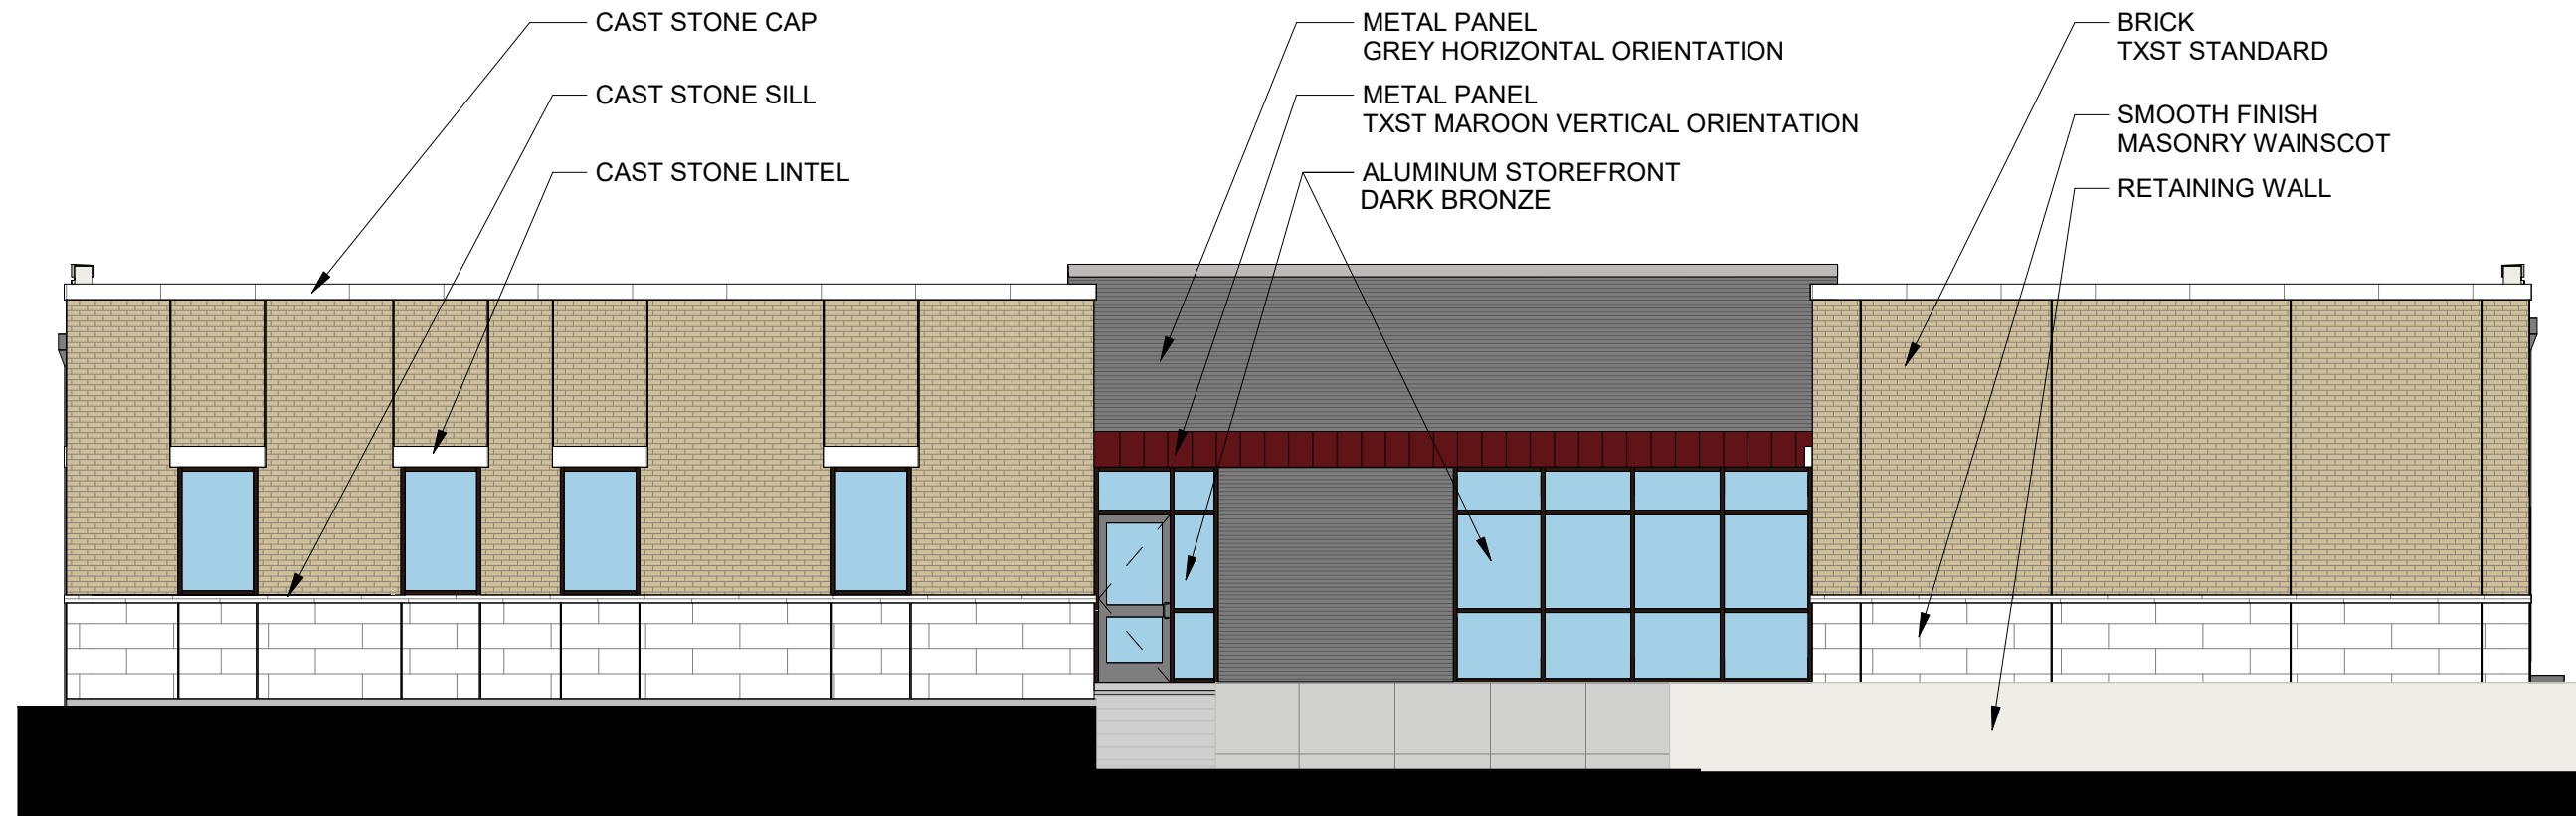 CAST STONE CAP
CAST STONE SILL
CAST STONE LINTEL
METAL PANEL
GREY HORIZONTAL ORIENTATION
METAL PANEL
TXST MAROON VERTICAL ORIENTATION
ALUMINUM STOREFRONT
DARK BRONZE
BRICK
TXST STANDARD
SMOOTH FINISH
MASONRY WAINSCOT
RETAINING WALL